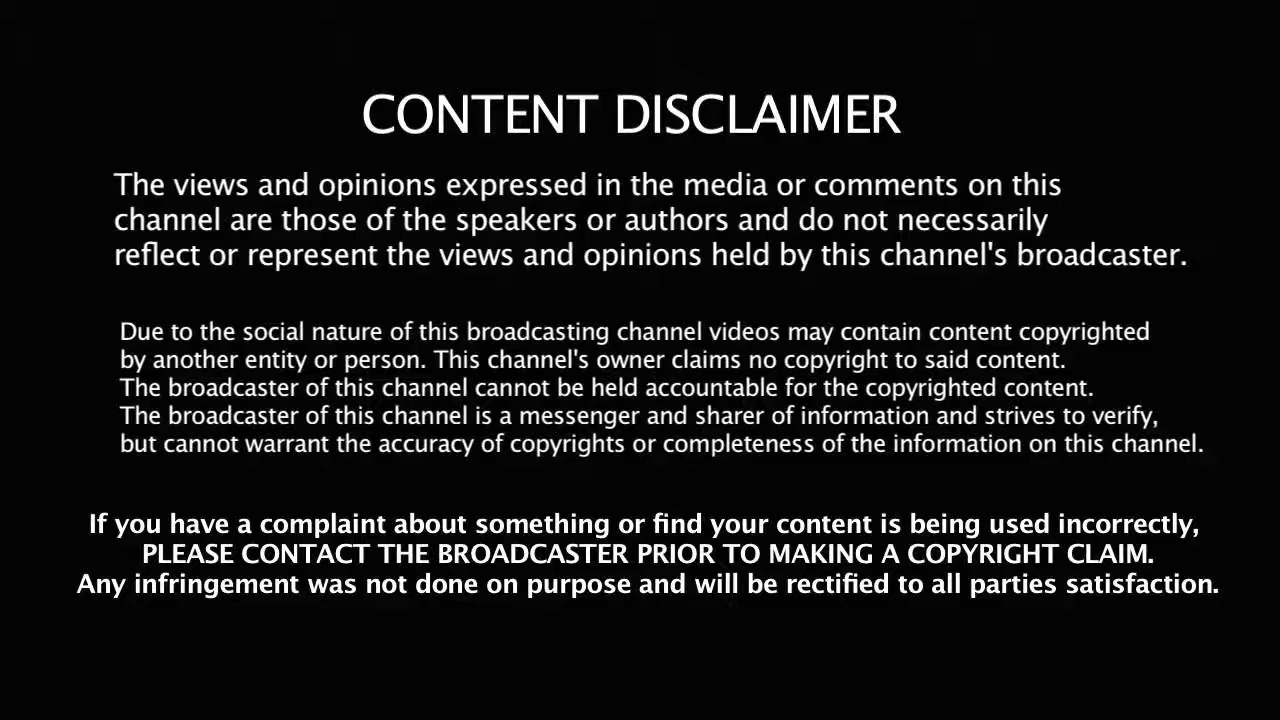 CONTENT DISCLAIMER
The views and opinions expressed in the media or comments on this
channel are those of the speakers or authors and do not necessarily
reflect or represent the views and opinions held by this channel's broadcaster.
Due to the social nature of this broadcasting channel videos may contain content copyrighted
by another entity or person. This channel's owner claims no copyright to said content.
The broadcaster of this channel cannot be held accountable for the copyrighted content.
The broadcaster of this channel is a messenger and sharer of information and strives to verify,
but cannot warrant the accuracy of copyrights or completeness of the information on this channel.
If you have a complaint about something or find your content is being used incorrectly,
PLEASE CONTACT THE BROADCASTER PRIOR TO MAKING A COPYRIGHT CLAIM.
Any infringement was not done on purpose and will be rectified to all parties satisfaction.